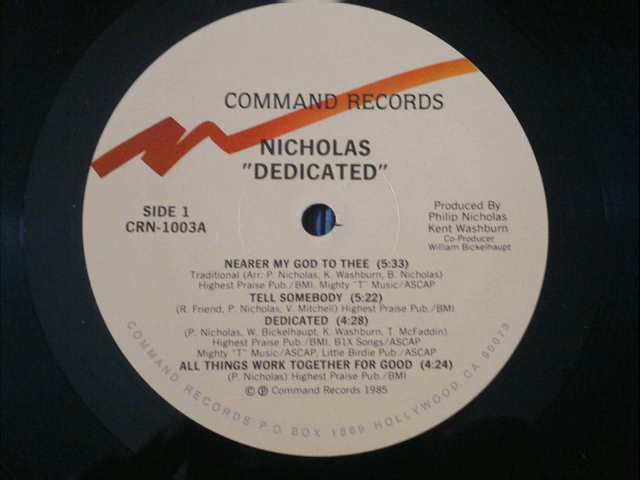 COMMAND RECORDS
NICHOLAS
"DEDICATED"
SIDE 1
CRN-1003A
Produced By
Philip Nicholas
Kent Washburn
Co-Producer
William Bickelhaupt
NEARER MY GOD TO THEE (5:33)
Traditional (Arr: P. Nicholas, K. Washburn, B. Nicholas)
Highest Praise Pub./BMI, Mighty "T" Music/ASCAP
TELL SOMEBODY (5:22)
(R. Friend, P. Nicholas, V. Mitchell) Highest Praise Pub./BMI
DEDICATED (4:28)
(P. Nicholas, W. Bickelhaupt, K. Washburn, T. McFaddin)
Highest Praise Pub./BMI, B1X Songs/ASCAP
Mighty "T" Music/ASCAP, Little Birdie Pub./ASCAP
ALL THINGS WORK TOGETHER FOR GOOD (4:24)
(P. Nicholas) Highest Praise Pub./BMI
© ℗ Command Records 1985
COMMAND RECORDS P.O. BOX 1869 HOLLYWOOD, CA 90078